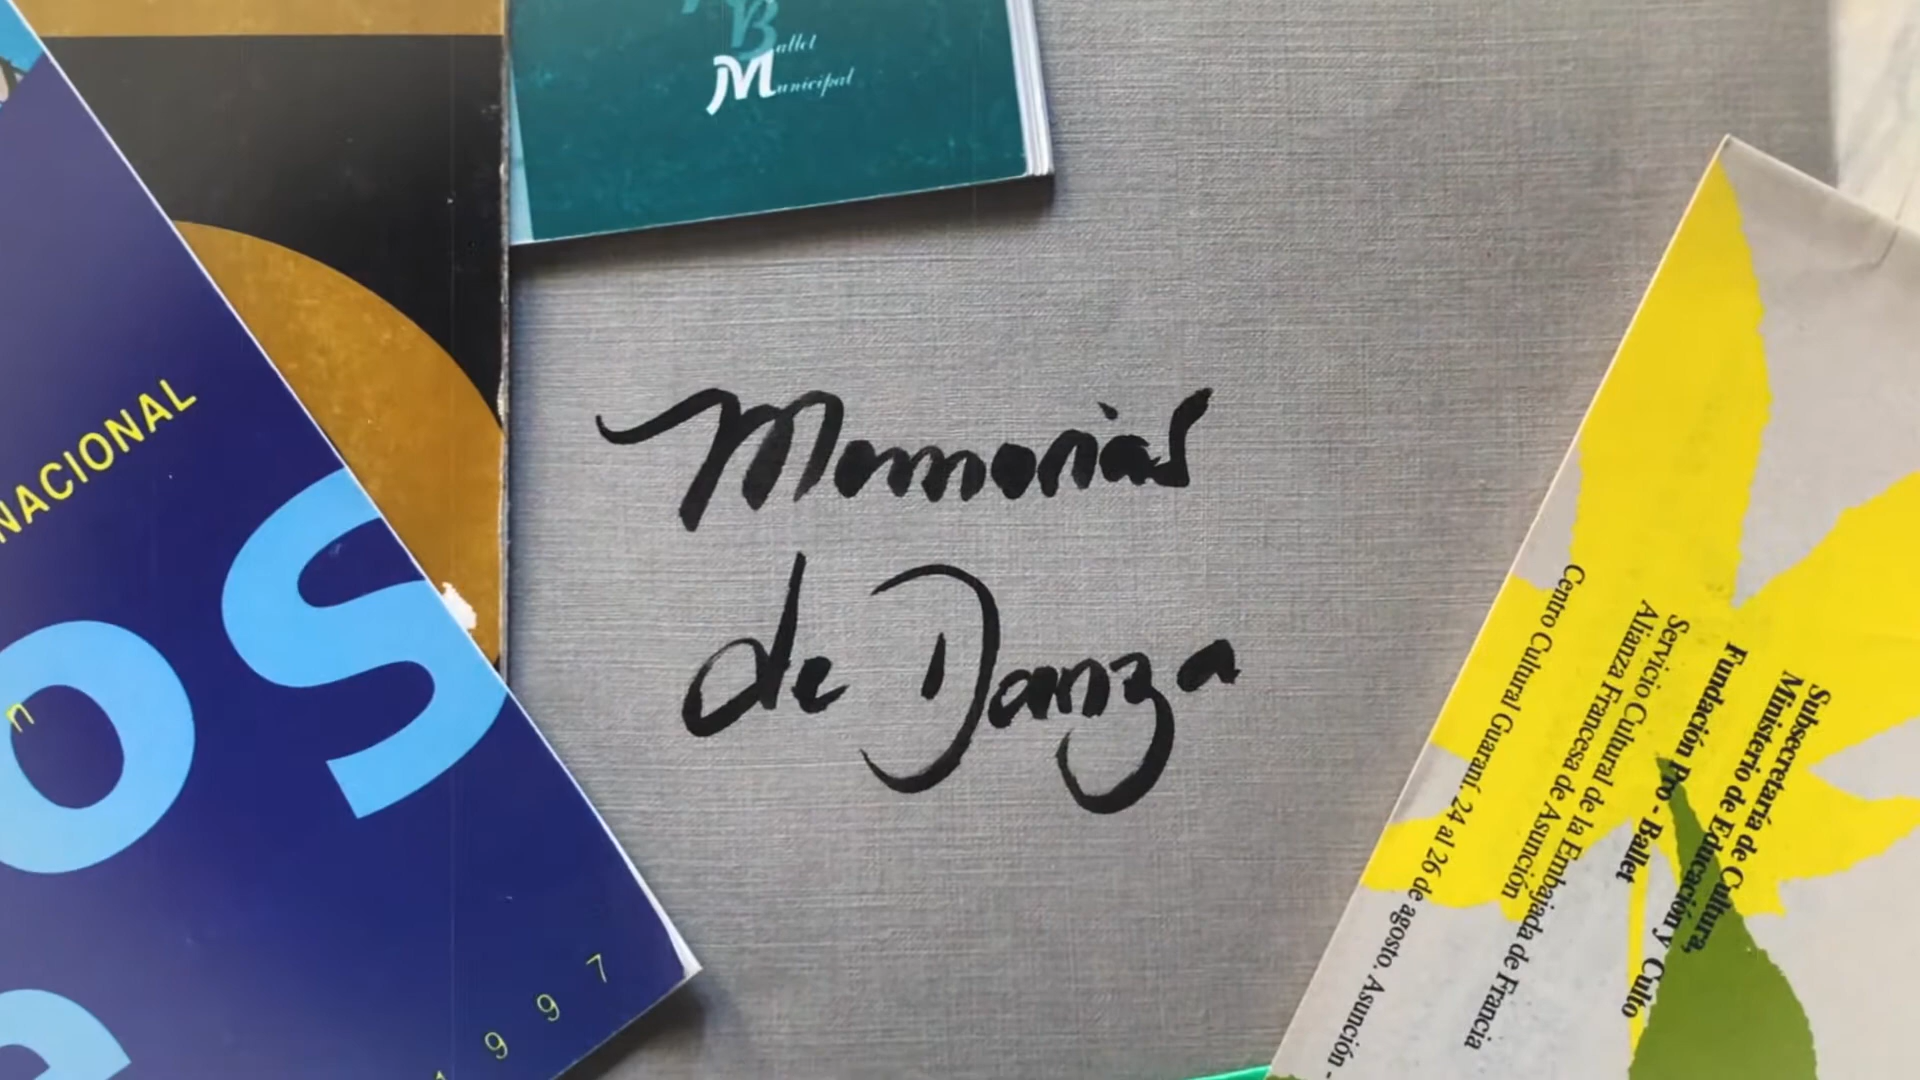 Ballet
Municipal
NACIONAL
os
n
e
1997
Memorias
de Danza
Subsecretaría de Cultura,
Ministerio de Educación y Culto
Fundación Pro - Ballet
Servicio Cultural de la Embajada de Francia
Alianza Francesa de Asunción
Centro Cultural Guaraní. 24 al 26 de agosto. Asunción -